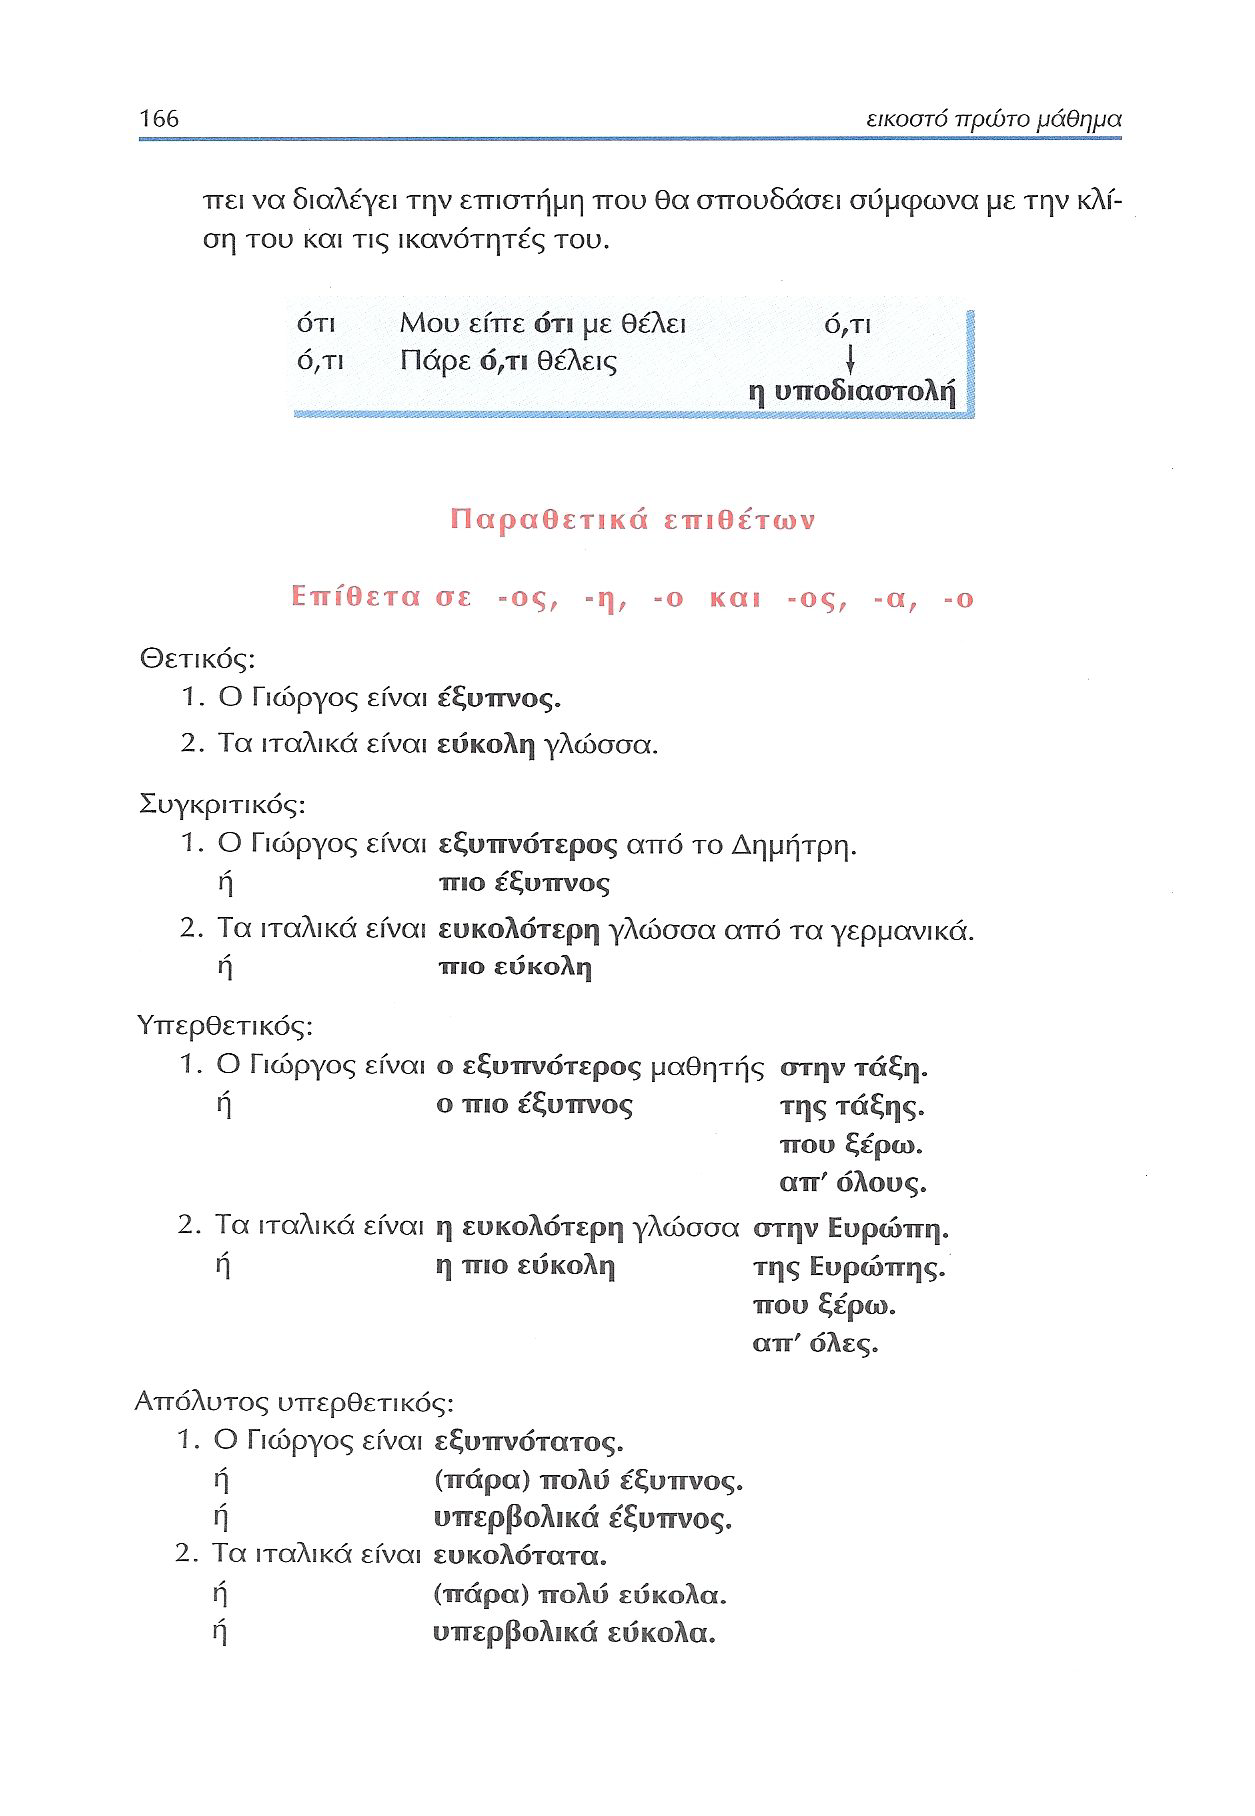 166 εικοστό πρώτο μάθημα
πει να διαλέγει την επιστήμη που θα σπουδάσει σύμφωνα με την κλί-
ση του και τις ικανότητές του.
ότι Μου είπε ότι με θέλει ό,τι
ό,τι Πάρε ό,τι θέλεις
η υποδιαστολή
Παραθετικά επιθέτων
Επίθετα σε -ος, -η, -ο και -ος, -α, -ο
Θετικός:
1. Ο Γιώργος είναι έξυπνος.
2. Τα ιταλικά είναι εύκολη γλώσσα.
Συγκριτικός:
1. Ο Γιώργος είναι εξυπνότερος από το Δημήτρη.
ή πιο έξυπνος
2. Τα ιταλικά είναι ευκολότερη γλώσσα από τα γερμανικά.
ή πιο εύκολη
Υπερθετικός:
1. Ο Γιώργος είναι ο εξυπνότερος μαθητής στην τάξη.
ή ο πιο έξυπνος της τάξης.
που ξέρω.
απ' όλους.
2. Τα ιταλικά είναι η ευκολότερη γλώσσα στην Ευρώπη.
ή η πιο εύκολη της Ευρώπης.
που ξέρω.
απ' όλες.
Απόλυτος υπερθετικός:
1. Ο Γιώργος είναι εξυπνότατος.
ή (πάρα) πολύ έξυπνος.
ή υπερβολικά έξυπνος.
2. Τα ιταλικά είναι ευκολότατα.
ή (πάρα) πολύ εύκολα.
ή υπερβολικά εύκολα.